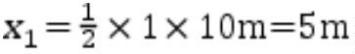 x₁ = ½ × 1 × 10m=5m